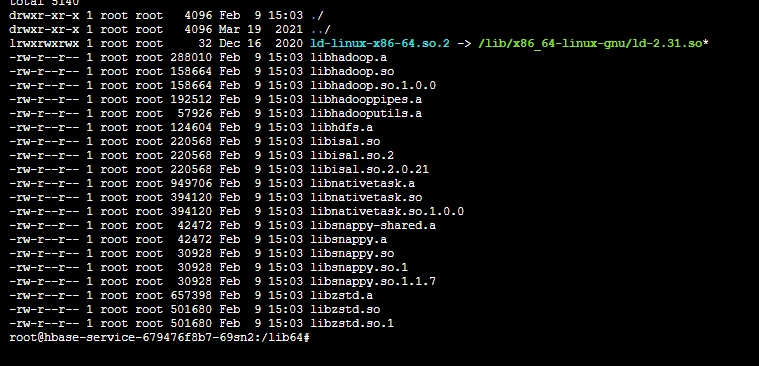 total 5140
drwxr-xr-x 1 root root   4096 Feb  9 15:03 ./
drwxr-xr-x 1 root root   4096 Mar 19  2021 ../
lrwxrwxrwx 1 root root     32 Dec 16  2020 ld-linux-x86-64.so.2 -> /lib/x86_64-linux-gnu/ld-2.31.so*
-rw-r--r-- 1 root root 288010 Feb  9 15:03 libhadoop.a
-rw-r--r-- 1 root root 158664 Feb  9 15:03 libhadoop.so
-rw-r--r-- 1 root root 158664 Feb  9 15:03 libhadoop.so.1.0.0
-rw-r--r-- 1 root root 192512 Feb  9 15:03 libhadooppipes.a
-rw-r--r-- 1 root root  57926 Feb  9 15:03 libhadooputils.a
-rw-r--r-- 1 root root 124604 Feb  9 15:03 libhdfs.a
-rw-r--r-- 1 root root 220568 Feb  9 15:03 libisal.so
-rw-r--r-- 1 root root 220568 Feb  9 15:03 libisal.so.2
-rw-r--r-- 1 root root 220568 Feb  9 15:03 libisal.so.2.0.21
-rw-r--r-- 1 root root 949706 Feb  9 15:03 libnativetask.a
-rw-r--r-- 1 root root 394120 Feb  9 15:03 libnativetask.so
-rw-r--r-- 1 root root 394120 Feb  9 15:03 libnativetask.so.1.0.0
-rw-r--r-- 1 root root  42472 Feb  9 15:03 libsnappy-shared.a
-rw-r--r-- 1 root root  42472 Feb  9 15:03 libsnappy.a
-rw-r--r-- 1 root root  30928 Feb  9 15:03 libsnappy.so
-rw-r--r-- 1 root root  30928 Feb  9 15:03 libsnappy.so.1
-rw-r--r-- 1 root root  30928 Feb  9 15:03 libsnappy.so.1.1.7
-rw-r--r-- 1 root root 657398 Feb  9 15:03 libzstd.a
-rw-r--r-- 1 root root 501680 Feb  9 15:03 libzstd.so
-rw-r--r-- 1 root root 501680 Feb  9 15:03 libzstd.so.1
root@hbase-service-679476f8b7-69sn2:/lib64#